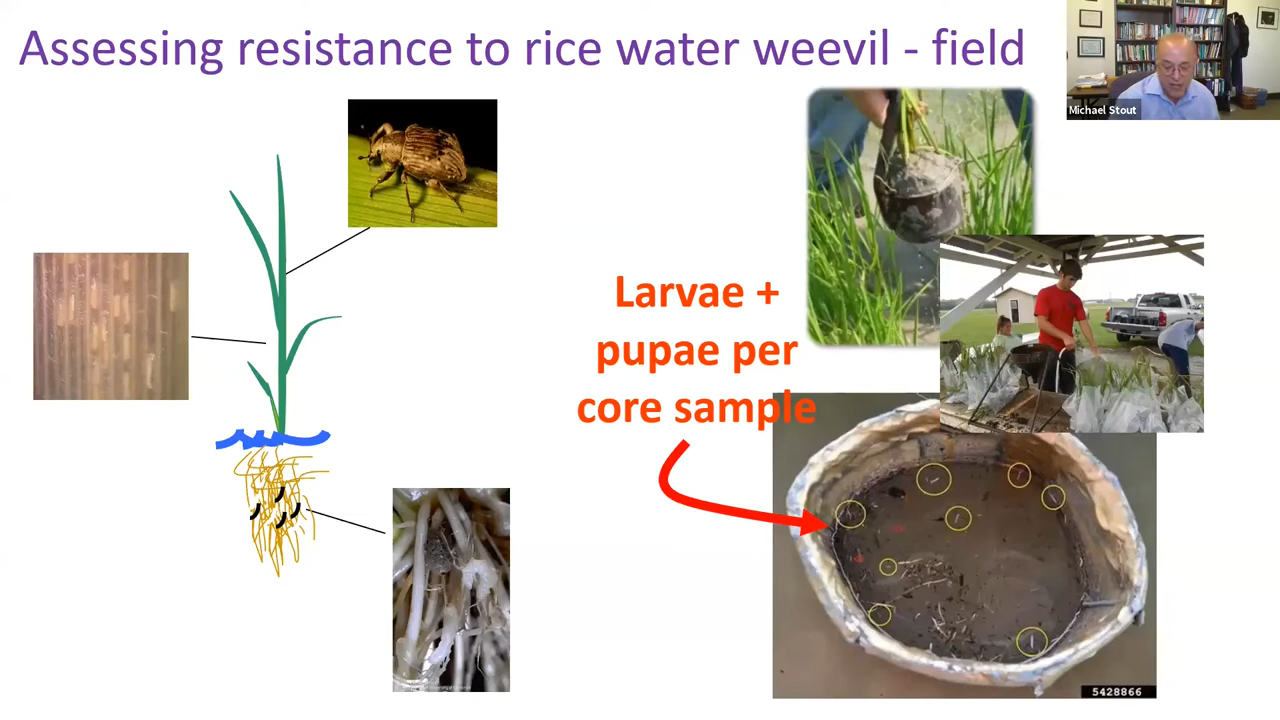 Assessing resistance to rice water weevil - field
Michael Stout
Larvae +
pupae per
core sample
5428866